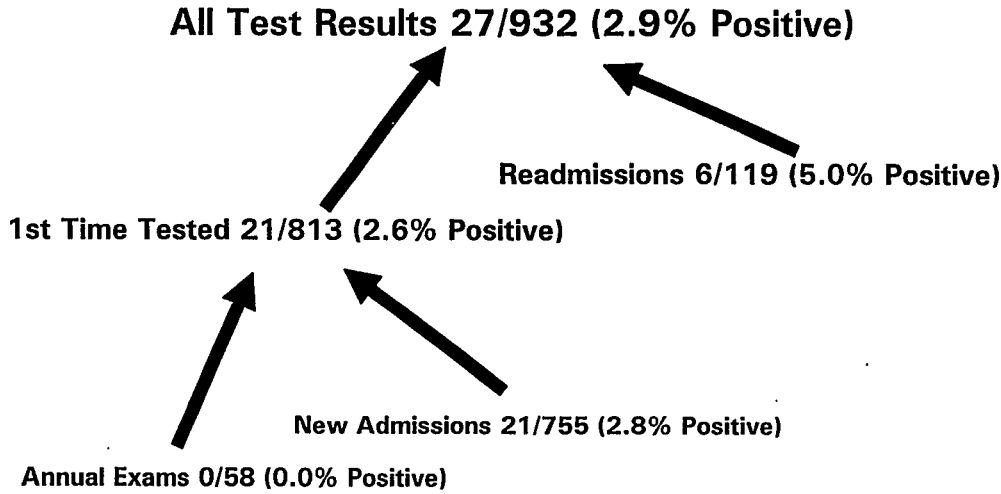 All Test Results 27/932 (2.9% Positive)
Readmissions 6/119 (5.0% Positive)
1st Time Tested 21/813 (2.6% Positive)
New Admissions 21/755 (2.8% Positive)
Annual Exams 0/58 (0.0% Positive)